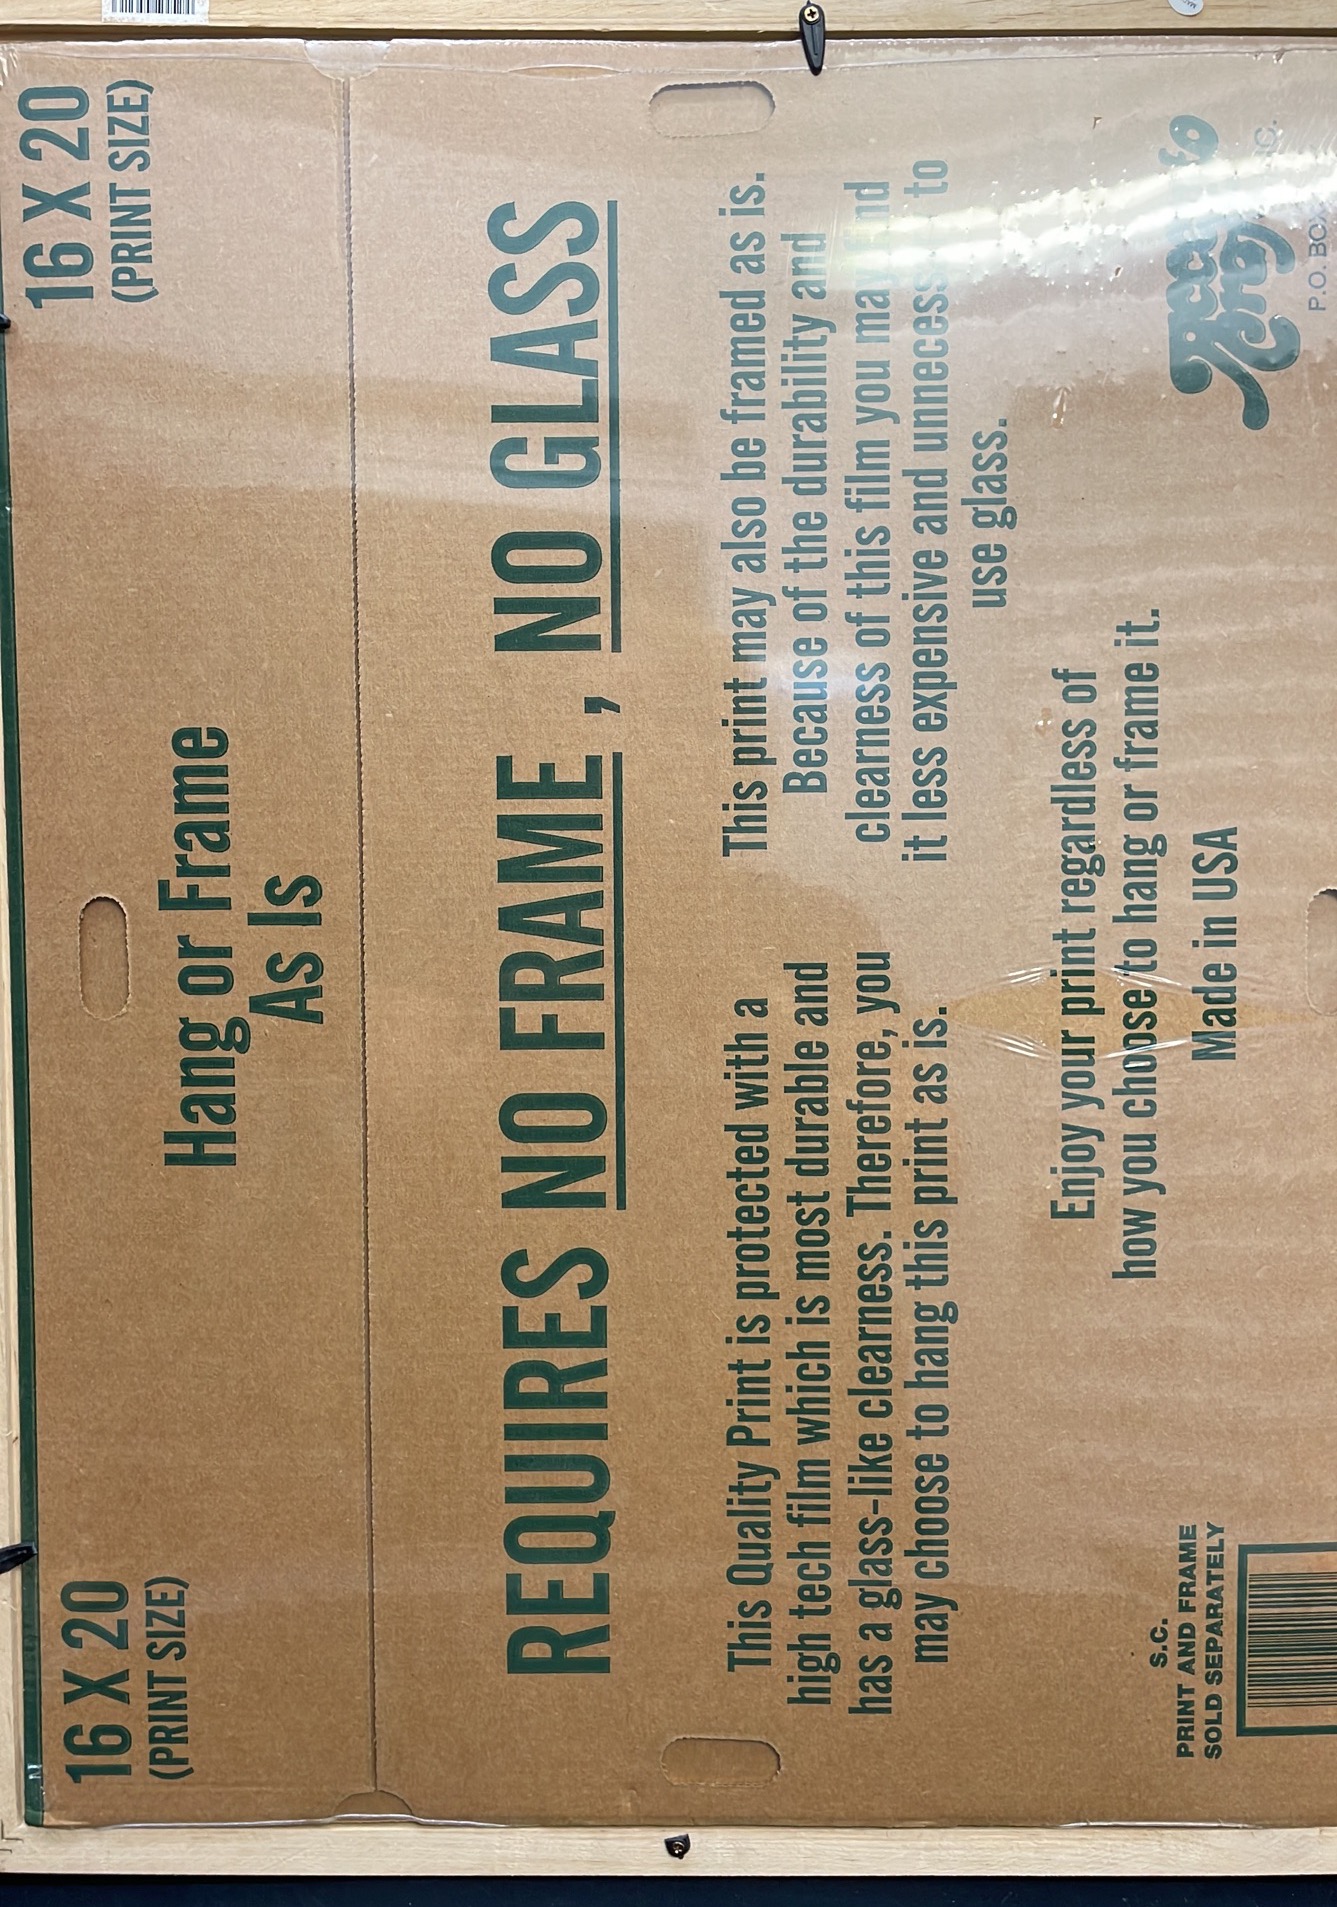 16 X 20
(PRINT SIZE)
16 X 20
(PRINT SIZE)
Hang or Frame
As Is
REQUIRES NO FRAME, NO GLASS
This Quality Print is protected with a
high tech film which is most durable and
has a glass-like clearness. Therefore, you
may choose to hang this print as is.
This print may also be framed as is.
Because of the durability and
clearness of this film you may find
it less expensive and unnecessary to
use glass.
Enjoy your print regardless of
how you choose to hang or frame it.
Made in USA
S.C.
PRINT AND FRAME
SOLD SEPARATELY
P.O. BOX